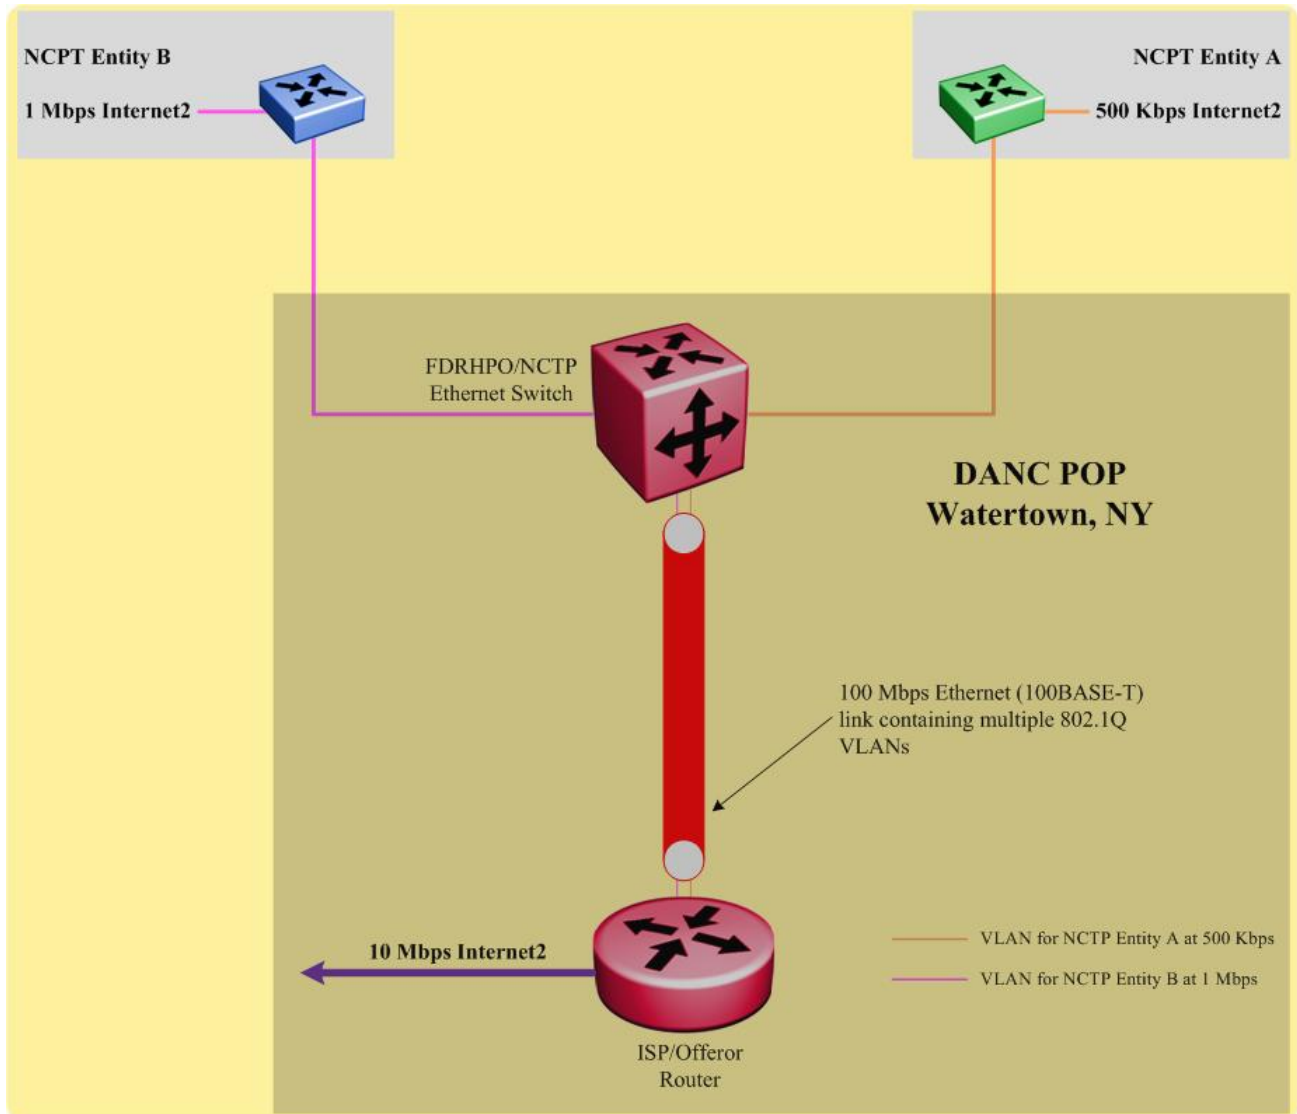 NCPT Entity B
1 Mbps Internet2
NCPT Entity A
500 Kbps Internet2
FDRHPO/NCTP
Ethernet Switch
DANC POP
Watertown, NY
100 Mbps Ethernet (100BASE-T)
link containing multiple 802.1Q
VLANs
10 Mbps Internet2
VLAN for NCTP Entity A at 500 Kbps
VLAN for NCTP Entity B at 1 Mbps
ISP/Offeror
Router